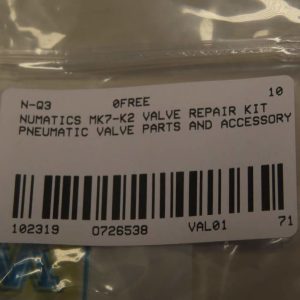 N-Q3 0FREE 10
NUMATICS MK7-K2 VALVE REPAIR KIT
PNEUMATIC VALVE PARTS AND ACCESSORY
102319 0726538 VAL01 71